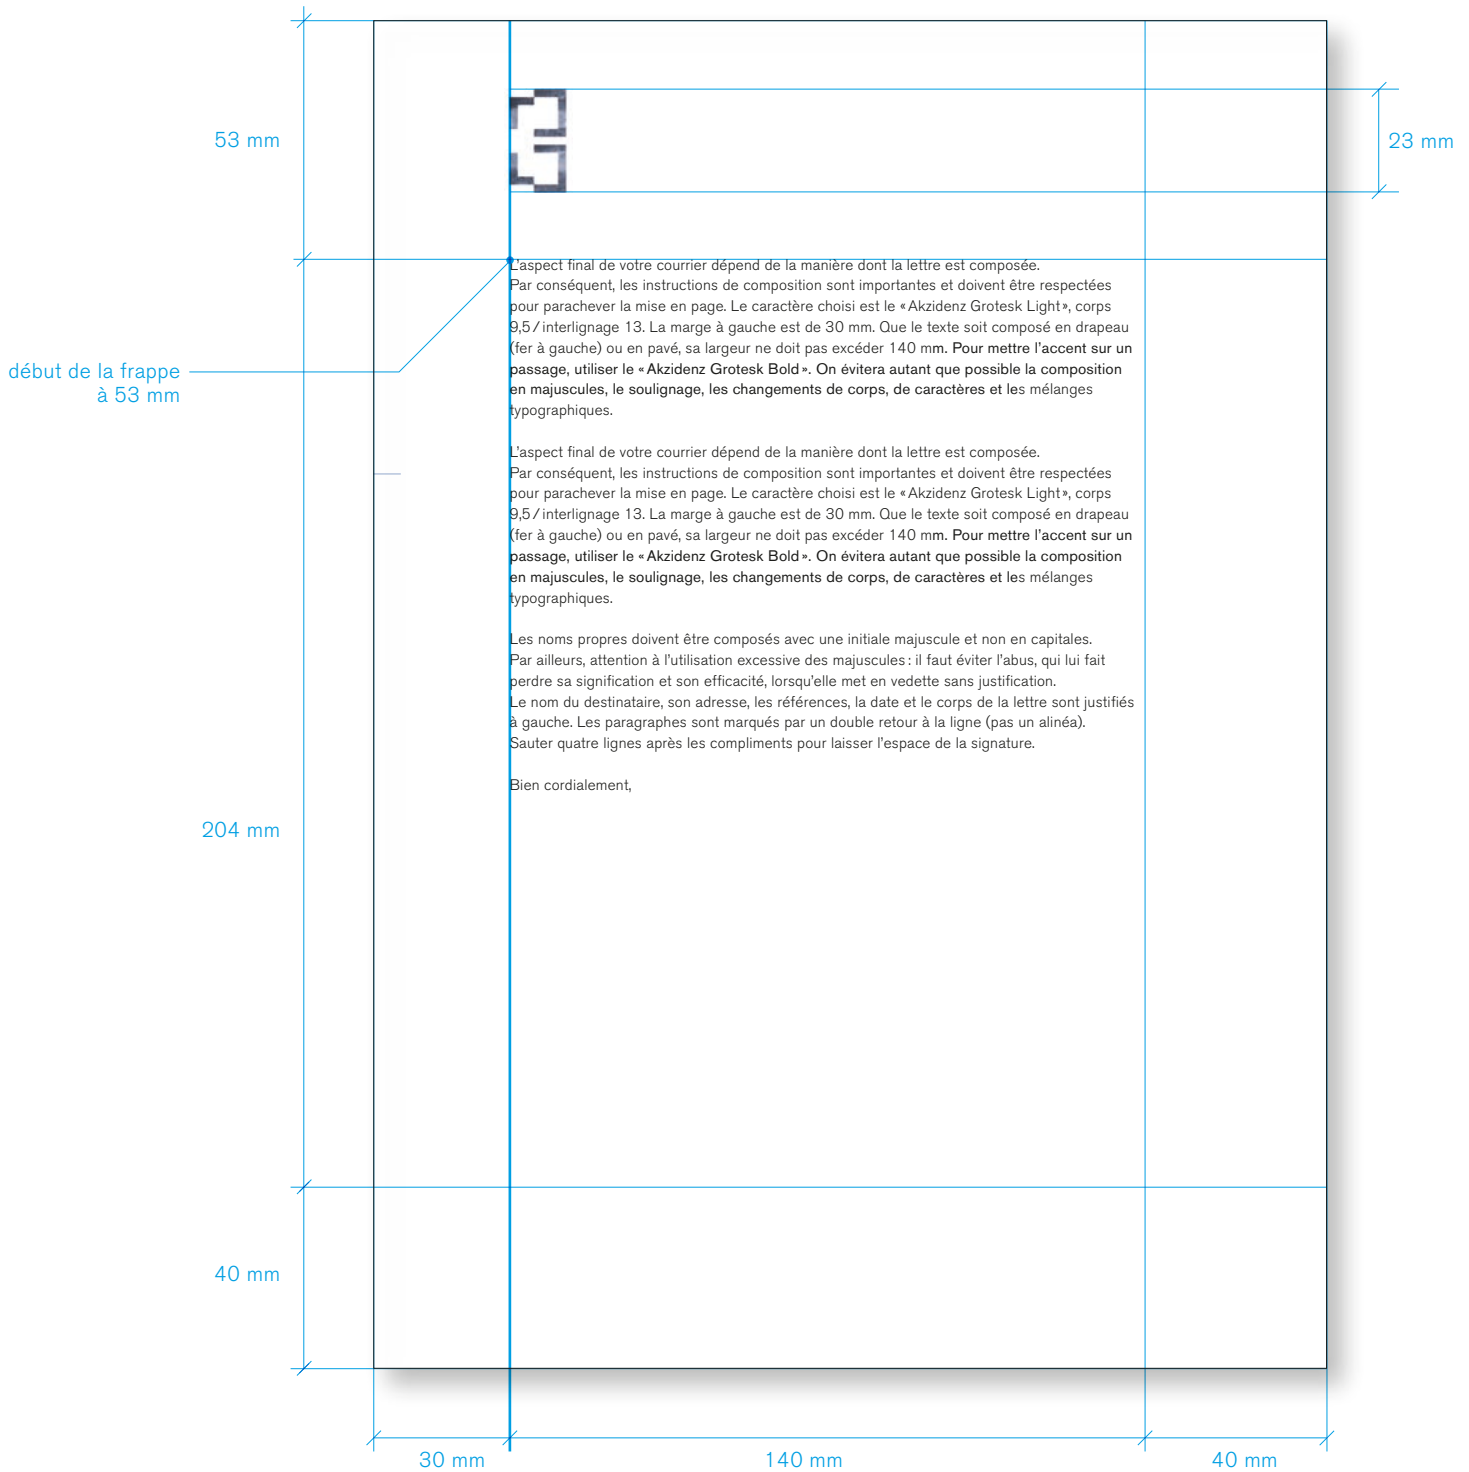 53 mm
23 mm
L’aspect final de votre courrier dépend de la manière dont la lettre est composée.
Par conséquent, les instructions de composition sont importantes et doivent être respectées
pour parachever la mise en page. Le caractère choisi est le «Akzidenz Grotesk Light», corps
9,5 / interlignage 13. La marge à gauche est de 30 mm. Que le texte soit composé en drapeau
(fer à gauche) ou en pavé, sa largeur ne doit pas excéder 140 mm. Pour mettre l’accent sur un
passage, utiliser le «Akzidenz Grotesk Bold». On évitera autant que possible la composition
en majuscules, le soulignage, les changements de corps, de caractères et les mélanges
typographiques.
début de la frappe
à 53 mm
L’aspect final de votre courrier dépend de la manière dont la lettre est composée.
Par conséquent, les instructions de composition sont importantes et doivent être respectées
pour parachever la mise en page. Le caractère choisi est le «Akzidenz Grotesk Light», corps
9,5 / interlignage 13. La marge à gauche est de 30 mm. Que le texte soit composé en drapeau
(fer à gauche) ou en pavé, sa largeur ne doit pas excéder 140 mm. Pour mettre l’accent sur un
passage, utiliser le «Akzidenz Grotesk Bold». On évitera autant que possible la composition
en majuscules, le soulignage, les changements de corps, de caractères et les mélanges
typographiques.
Les noms propres doivent être composés avec une initiale majuscule et non en capitales.
Par ailleurs, attention à l’utilisation excessive des majuscules : il faut éviter l’abus, qui lui fait
perdre sa signification et son efficacité, lorsqu’elle met en vedette sans justification.
Le nom du destinataire, son adresse, les références, la date et le corps de la lettre sont justifiés
à gauche. Les paragraphes sont marqués par un double retour à la ligne (pas un alinéa).
Sauter quatre lignes après les compliments pour laisser l’espace de la signature.
Bien cordialement,
204 mm
40 mm
30 mm
140 mm
40 mm